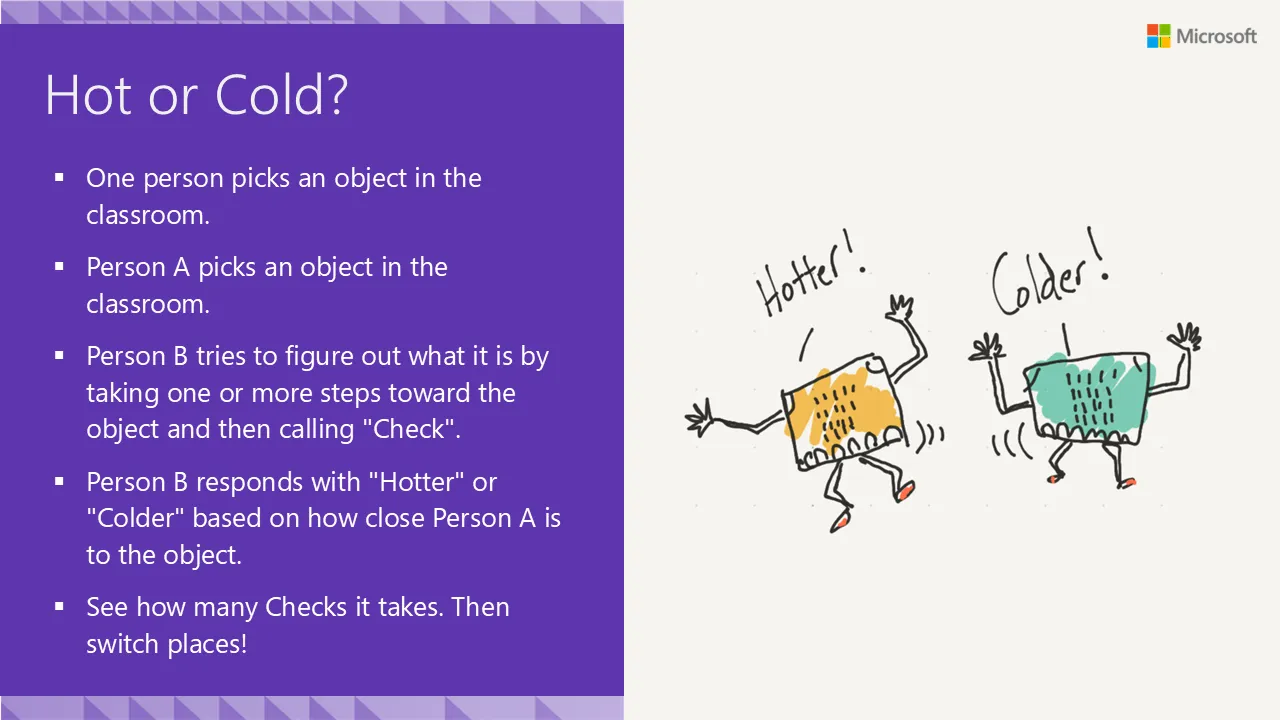 Microsoft
Hot or Cold?
▪ One person picks an object in the
classroom.
▪ Person A picks an object in the
classroom.
▪ Person B tries to figure out what it is by
taking one or more steps toward the
object and then calling "Check".
▪ Person B responds with "Hotter" or
"Colder" based on how close Person A is
to the object.
▪ See how many Checks it takes. Then
switch places!
Hotter!
Colder!